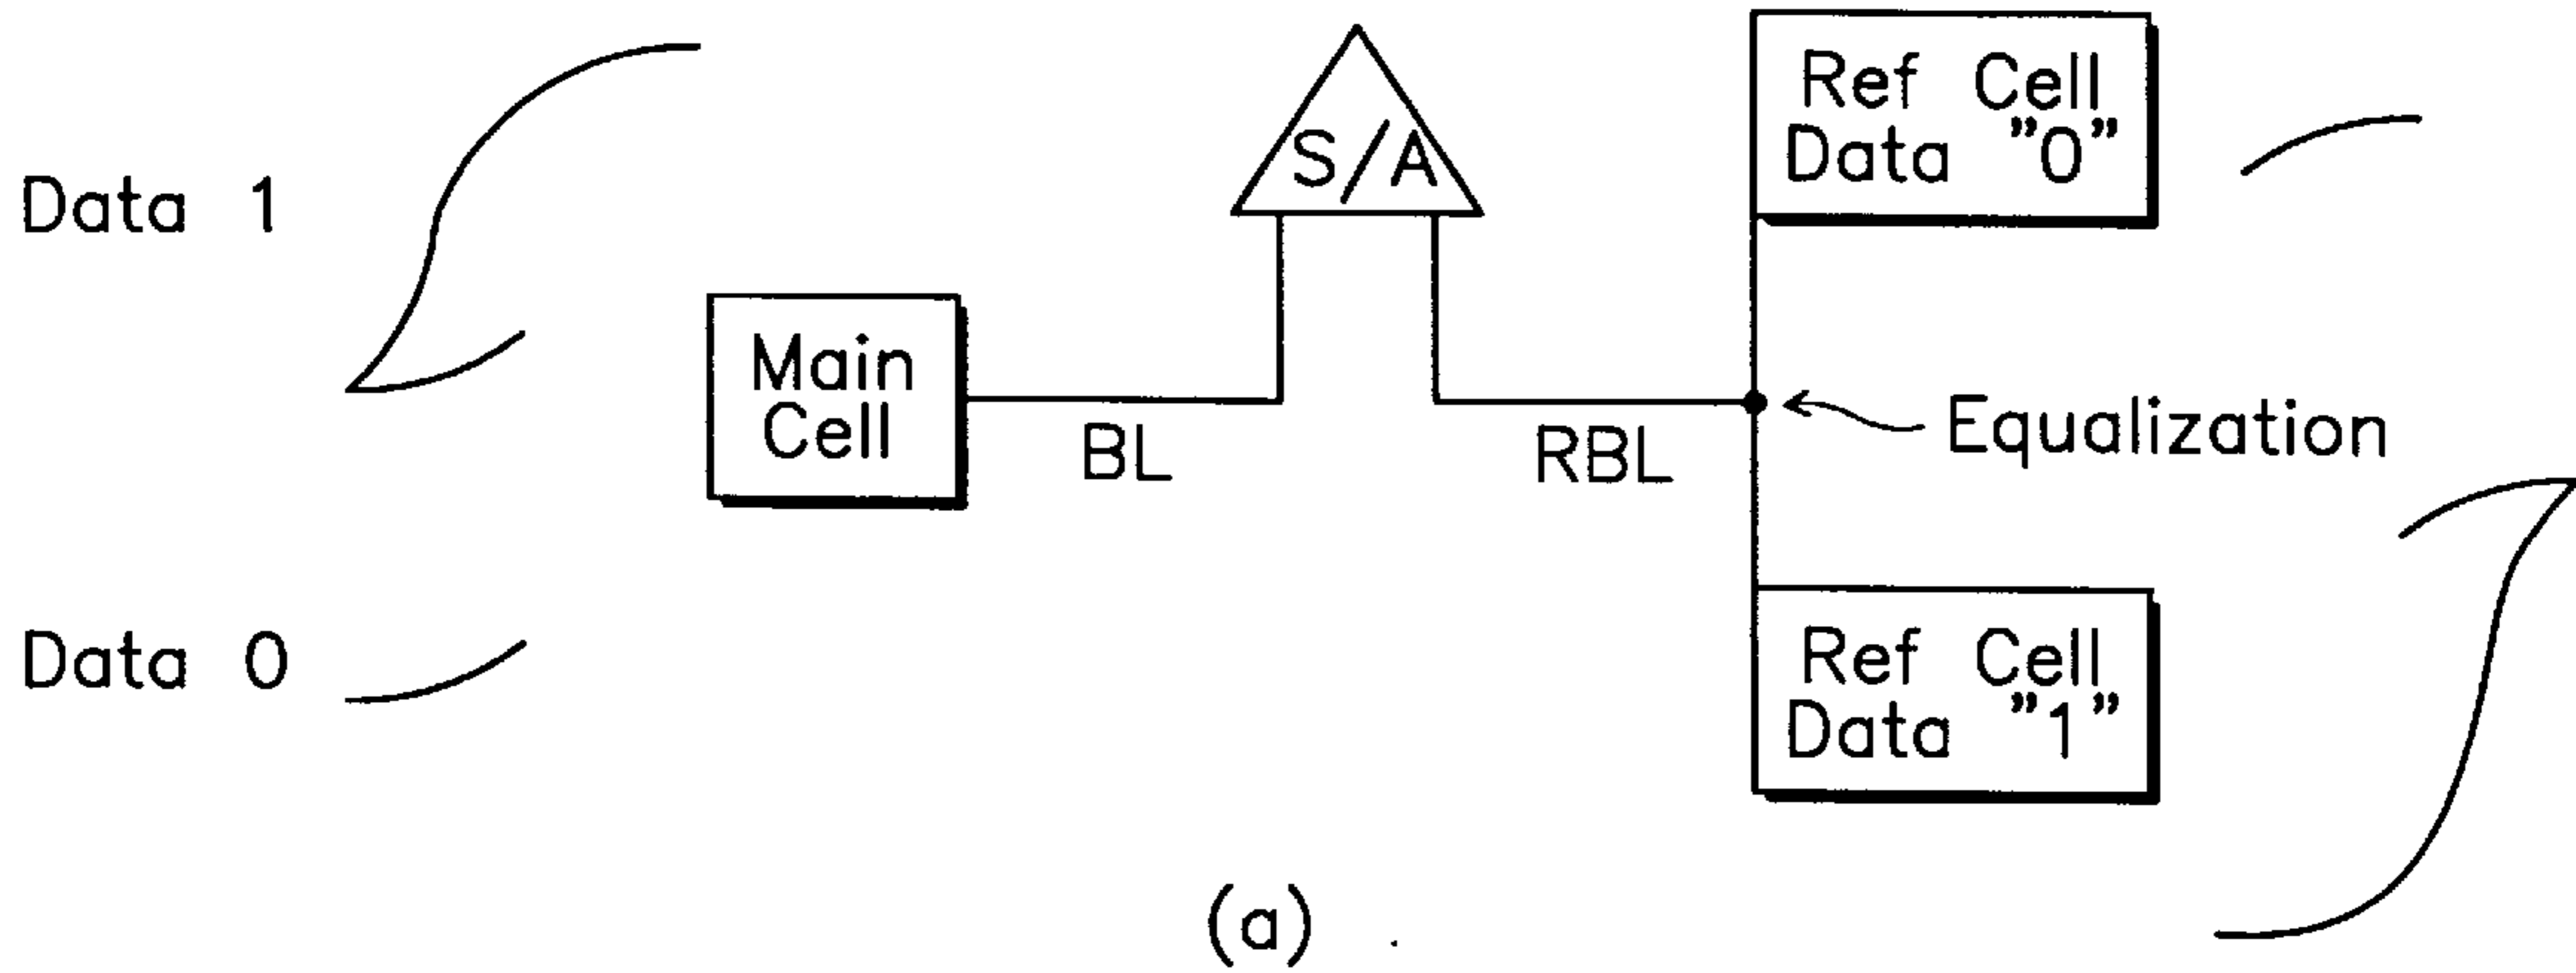 Data 1
Data 0
Main
Cell
BL
S/A
RBL
Ref Cell
Data "0"
Equalization
Ref Cell
Data "1"
(a)